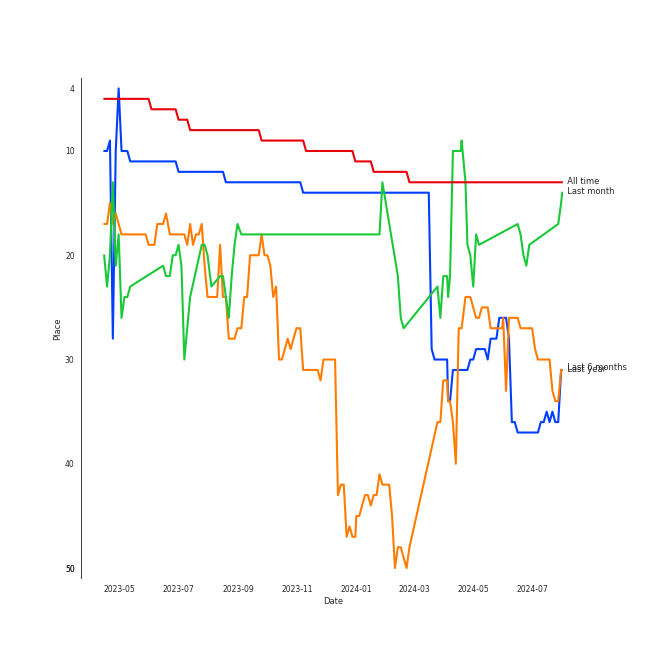 4
10
20
30
40
50
Place
2023-05
2023-07
2023-09
2023-11
2024-01
2024-03
2024-05
2024-07
Date
All time
Last month
Last 6 months
Last year